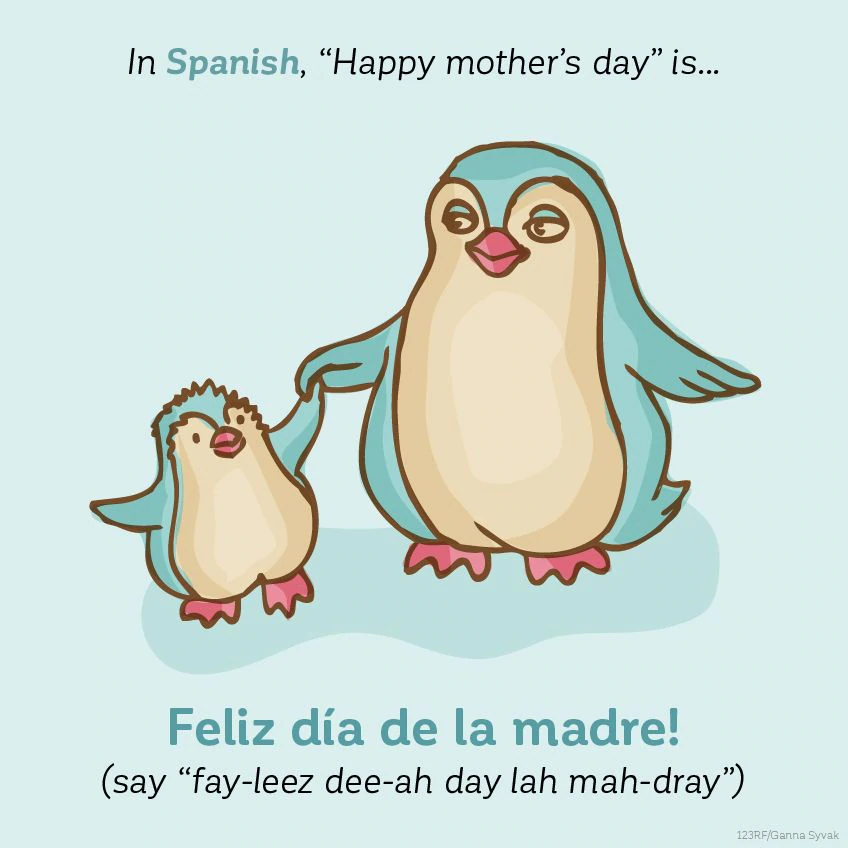 In Spanish, “Happy mother’s day” is...
Feliz día de la madre!
(say “fay-leez dee-ah day lah mah-dray”)
123RF/Ganna Syvak